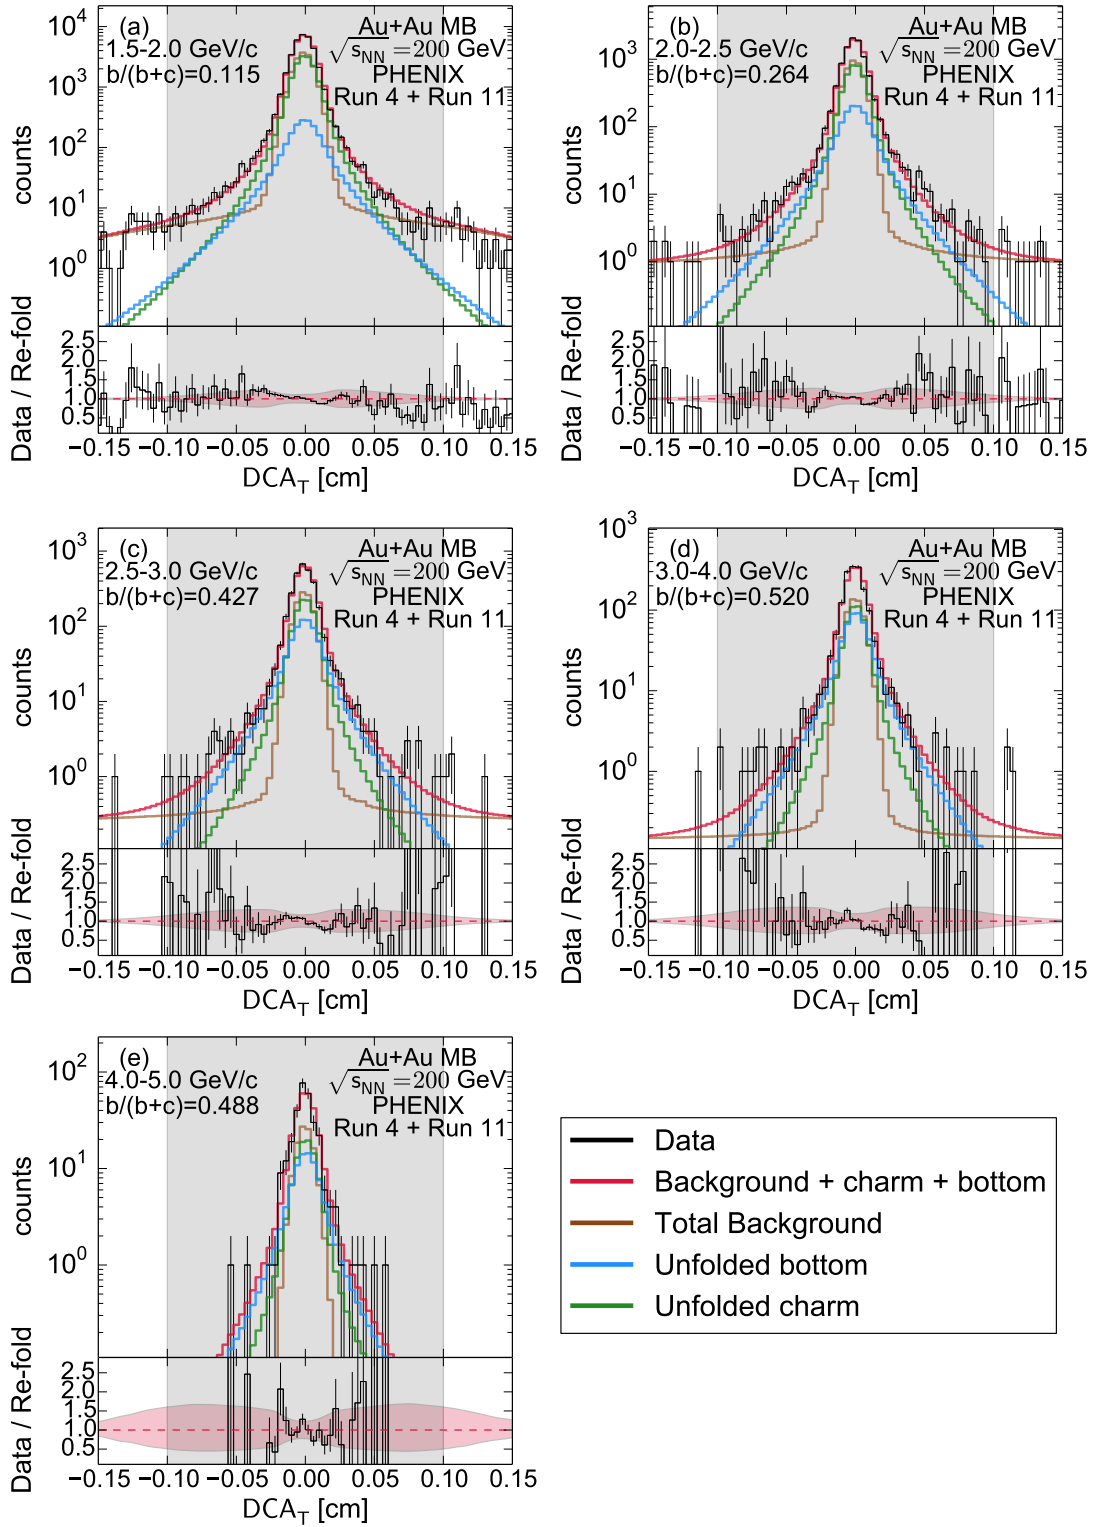 (a)
Au+Au MB
1.5-2.0 GeV/c
√sNN = 200 GeV
b/(b+c)=0.115
PHENIX
Run 4 + Run 11
10^4
10^3
10^2
10^1
10^0
counts
2.5
2.0
1.5
1.0
0.5
Data / Re-fold
−0.15 −0.10 −0.05 0.00 0.05 0.10 0.15
DCA_T [cm]
(b)
Au+Au MB
2.0-2.5 GeV/c
√sNN = 200 GeV
b/(b+c)=0.264
PHENIX
Run 4 + Run 11
10^3
10^2
10^1
10^0
counts
2.5
2.0
1.5
1.0
0.5
Data / Re-fold
−0.15 −0.10 −0.05 0.00 0.05 0.10 0.15
DCA_T [cm]
(c)
Au+Au MB
2.5-3.0 GeV/c
√sNN = 200 GeV
b/(b+c)=0.427
PHENIX
Run 4 + Run 11
10^3
10^2
10^1
10^0
counts
2.5
2.0
1.5
1.0
0.5
Data / Re-fold
−0.15 −0.10 −0.05 0.00 0.05 0.10 0.15
DCA_T [cm]
(d)
Au+Au MB
3.0-4.0 GeV/c
√sNN = 200 GeV
b/(b+c)=0.520
PHENIX
Run 4 + Run 11
10^3
10^2
10^1
10^0
counts
2.5
2.0
1.5
1.0
0.5
Data / Re-fold
−0.15 −0.10 −0.05 0.00 0.05 0.10 0.15
DCA_T [cm]
(e)
Au+Au MB
4.0-5.0 GeV/c
√sNN = 200 GeV
b/(b+c)=0.488
PHENIX
Run 4 + Run 11
10^2
10^1
10^0
counts
2.5
2.0
1.5
1.0
0.5
Data / Re-fold
−0.15 −0.10 −0.05 0.00 0.05 0.10 0.15
DCA_T [cm]
Data
Background + charm + bottom
Total Background
Unfolded bottom
Unfolded charm